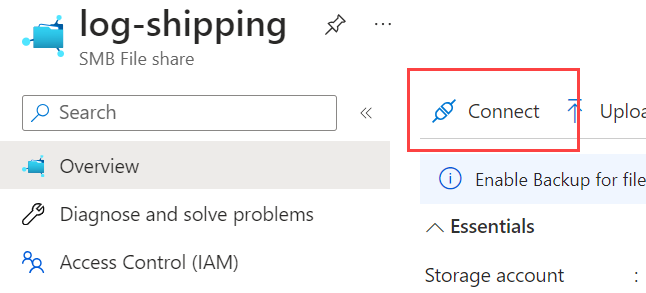 log-shipping
SMB File share
Search
Connect
Overview
Enable Backup for file
Diagnose and solve problems
Essentials
Access Control (IAM)
Storage account :